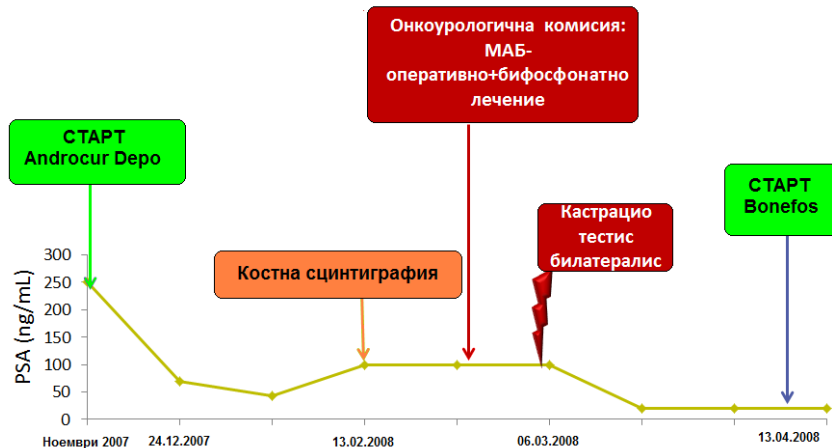 Онкоурологична комисия:
МАБ-
оперативно+бифосфонатно
лечение
СТАРТ
Androcur Depo
СТАРТ
Bonefos
Кастрацио
тестис
билатералис
Костна сцинтиграфия
PSA (ng/mL)
300
250
200
150
100
50
0
Ноември 2007
24.12.2007
13.02.2008
06.03.2008
13.04.2008